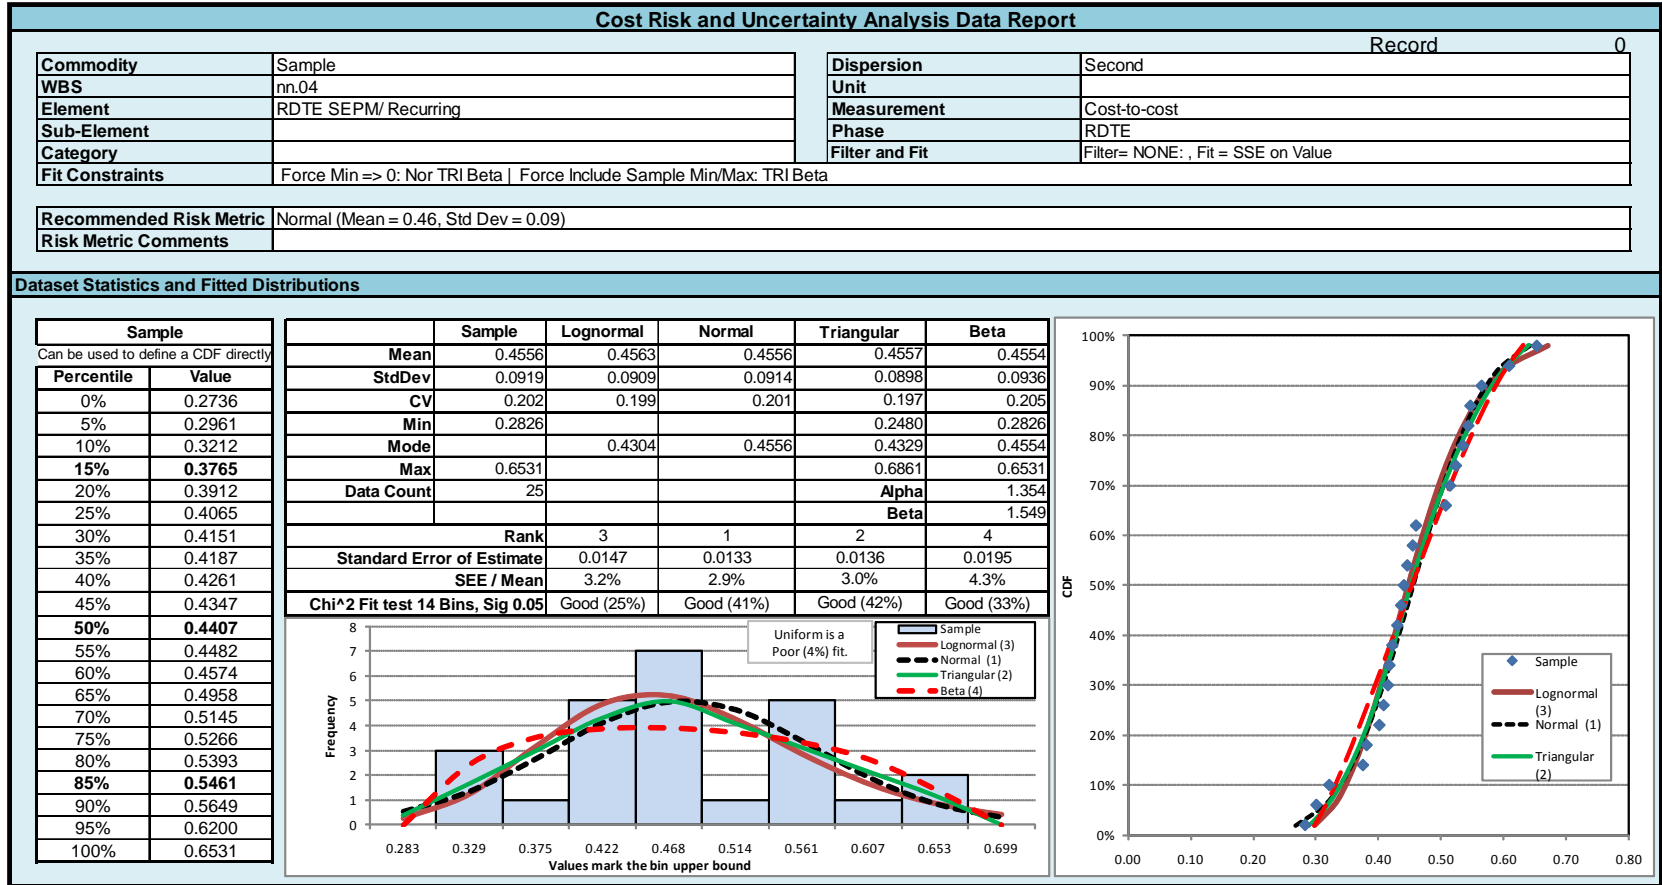 Cost Risk and Uncertainty Analysis Data Report
Record 0
Commodity Sample Dispersion Second
WBS nn.04 Unit
Element RDTE SEPM/ Recurring Measurement Cost-to-cost
Sub-Element Phase RDTE
Category Filter and Fit Filter= NONE: , Fit = SSE on Value
Fit Constraints Force Min => 0: Nor TRI Beta | Force Include Sample Min/Max: TRI Beta
Recommended Risk Metric Normal (Mean = 0.46, Std Dev = 0.09)
Risk Metric Comments
Dataset Statistics and Fitted Distributions
Sample
Can be used to define a CDF directly
Percentile Value
0% 0.2736
5% 0.2961
10% 0.3212
15% 0.3765
20% 0.3912
25% 0.4065
30% 0.4151
35% 0.4187
40% 0.4261
45% 0.4347
50% 0.4407
55% 0.4482
60% 0.4574
65% 0.4958
70% 0.5145
75% 0.5266
80% 0.5393
85% 0.5461
90% 0.5649
95% 0.6200
100% 0.6531
Sample Lognormal Normal Triangular Beta
Mean 0.4556 0.4563 0.4556 0.4557 0.4554
StdDev 0.0919 0.0909 0.0914 0.0898 0.0936
CV 0.202 0.199 0.201 0.197 0.205
Min 0.2826 0.2480 0.2826
Mode 0.4304 0.4556 0.4329 0.4554
Max 0.6531 0.6861 0.6531
Data Count 25 Alpha 1.354
Beta 1.549
Rank 3 1 2 4
Standard Error of Estimate 0.0147 0.0133 0.0136 0.0195
SEE / Mean 3.2% 2.9% 3.0% 4.3%
Chi^2 Fit test 14 Bins, Sig 0.05 Good (25%) Good (41%) Good (42%) Good (33%)
8
7
6
5
4
3
2
1
0
Frequency
Uniform is a
Poor (4%) fit.
Sample
Lognormal (3)
Normal (1)
Triangular (2)
Beta (4)
0.283 0.329 0.375 0.422 0.468 0.514 0.561 0.607 0.653 0.699
Values mark the bin upper bound
100%
90%
80%
70%
60%
50%
40%
30%
20%
10%
0%
CDF
Sample
Lognormal
(3)
Normal (1)
Triangular
(2)
0.00 0.10 0.20 0.30 0.40 0.50 0.60 0.70 0.80